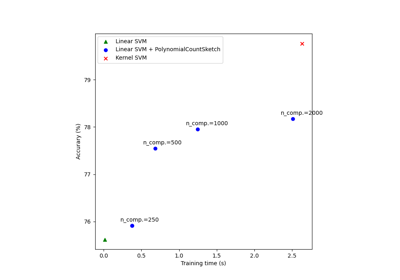 Linear SVM
Linear SVM + PolynomialCountSketch
Kernel SVM
79
n_comp.=2000
n_comp.=1000
78
n_comp.=500
77
n_comp.=250
76
Accurary (%)
0.0 0.5 1.0 1.5 2.0 2.5
Training time (s)